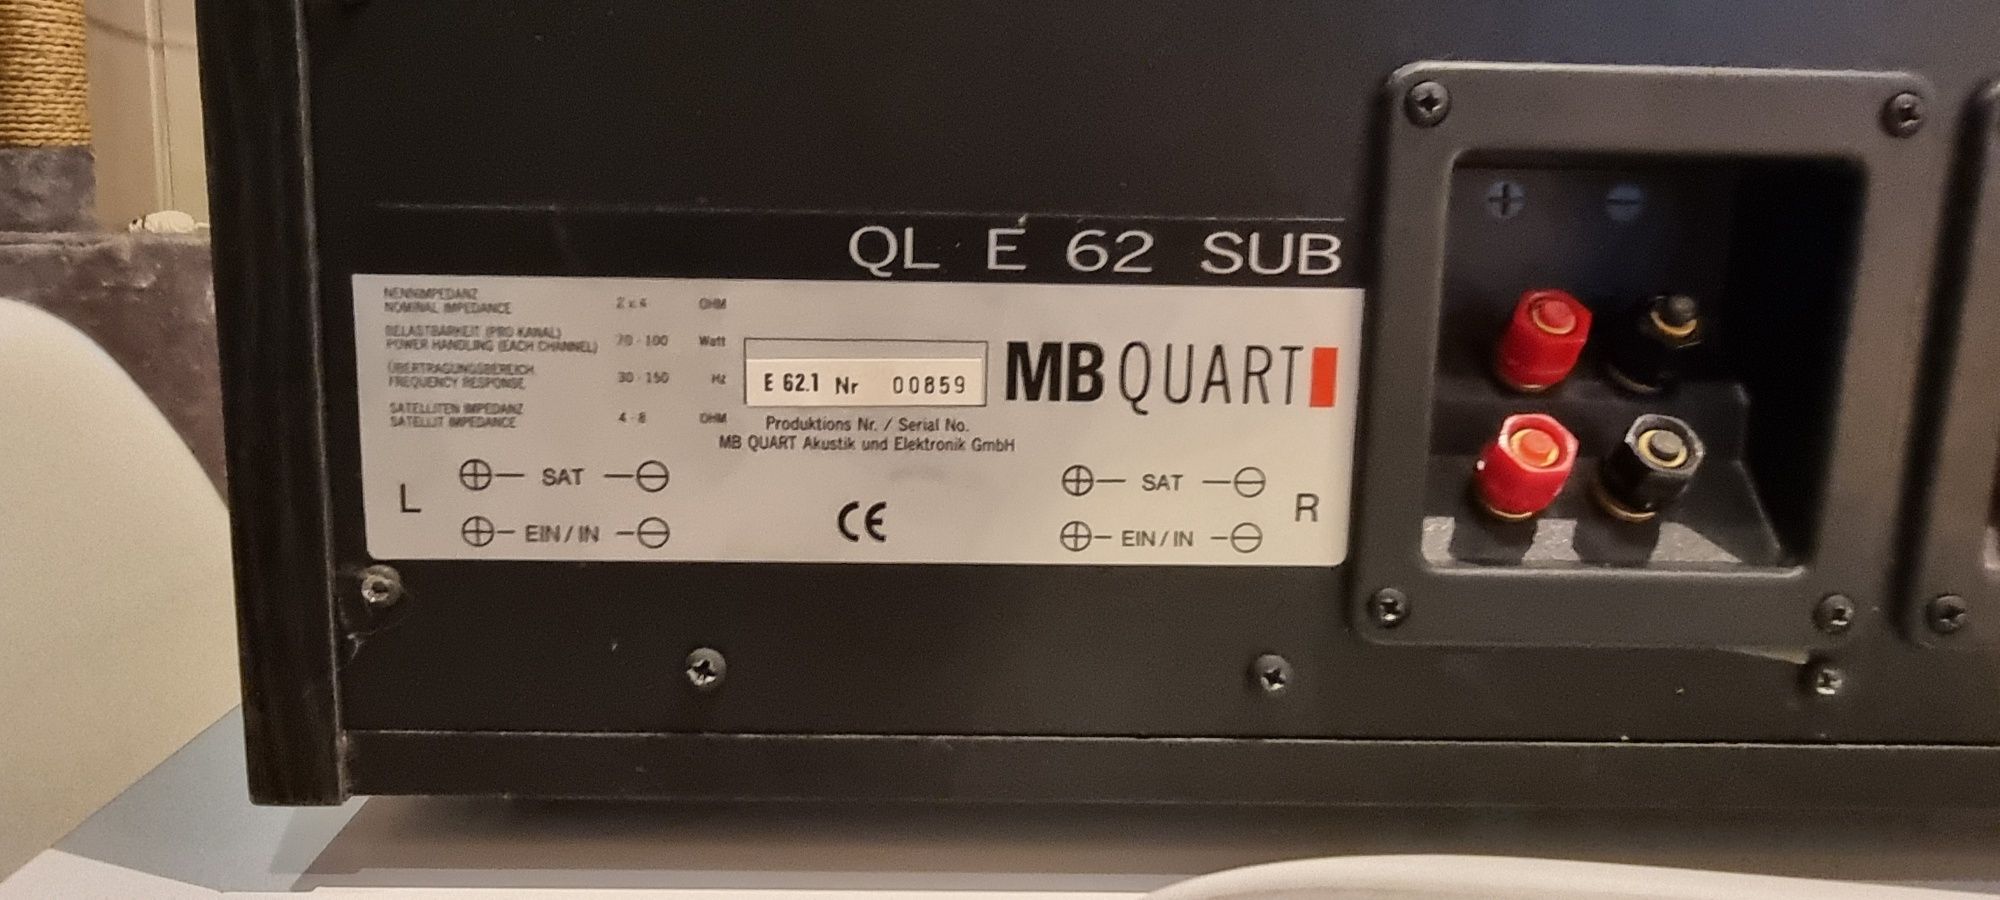 QL E 62 SUB
NENNIMPEDANZ
NOMINAL IMPEDANCE 2 x 4 OHM
BELASTBARKEIT (PRO KANAL)
POWER HANDLING (EACH CHANNEL) 70 - 100 Watt
ÜBERTRAGUNGSBEREICH
FREQUENCY RESPONSE 30 - 150 Hz
SATELLITEN IMPEDANZ
SATELLIT IMPEDANCE 4 - 8 OHM
E 62.1 Nr 00859
Produktions Nr. / Serial No.
MB QUART Akustik und Elektronik GmbH
MB QUART
L
+ — SAT — −
+ — EIN / IN — −
CE
+ — SAT — −
+ — EIN / IN — −
R
+ −